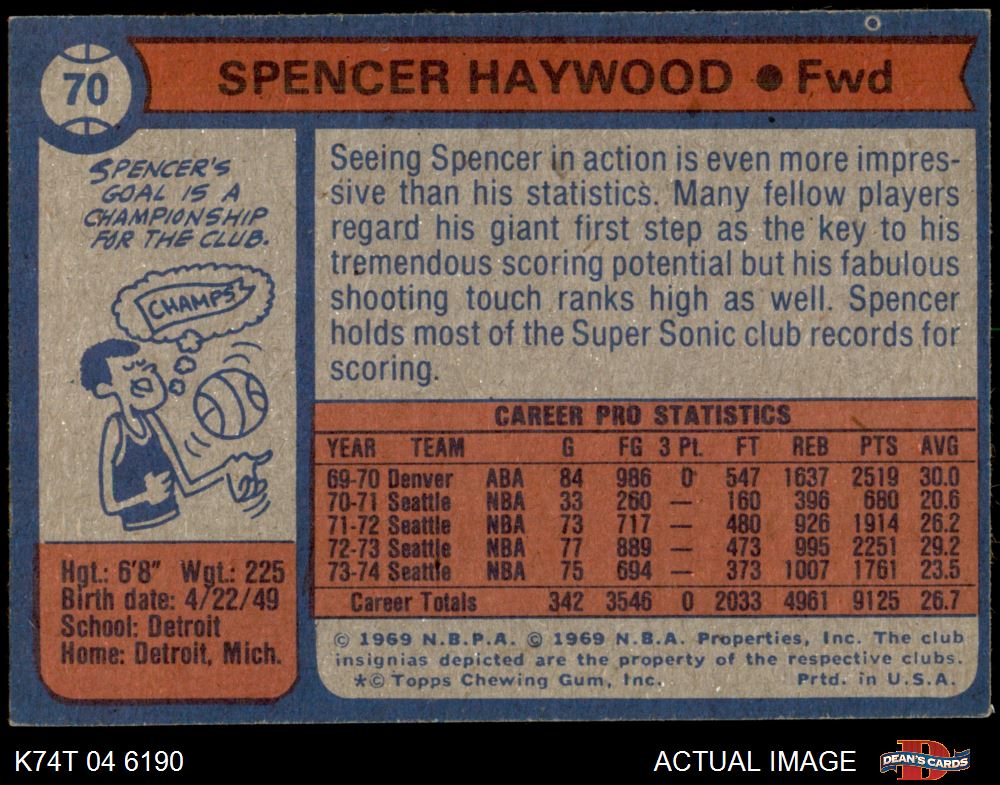 70
SPENCER HAYWOOD ● Fwd
SPENCER'S
GOAL IS A
CHAMPIONSHIP
FOR THE CLUB.
CHAMPS
Hgt.: 6'8" Wgt.: 225
Birth date: 4/22/49
School: Detroit
Home: Detroit, Mich.
Seeing Spencer in action is even more impres-
sive than his statistics. Many fellow players
regard his giant first step as the key to his
tremendous scoring potential but his fabulous
shooting touch ranks high as well. Spencer
holds most of the Super Sonic club records for
scoring.
CAREER PRO STATISTICS
YEAR TEAM G FG 3 Pt. FT REB PTS AVG
69-70 Denver ABA 84 986 0 547 1637 2519 30.0
70-71 Seattle NBA 33 260 — 160 396 680 20.6
71-72 Seattle NBA 73 717 — 480 926 1914 26.2
72-73 Seattle NBA 77 889 — 473 995 2251 29.2
73-74 Seattle NBA 75 694 — 373 1007 1761 23.5
Career Totals 342 3546 0 2033 4961 9125 26.7
© 1969 N.B.P.A. © 1969 N.B.A. Properties, Inc. The club
insignias depicted are the property of the respective clubs.
*© Topps Chewing Gum, Inc. Prtd. in U.S.A.
K74T 04 6190
ACTUAL IMAGE
D
DEAN'S CARDS